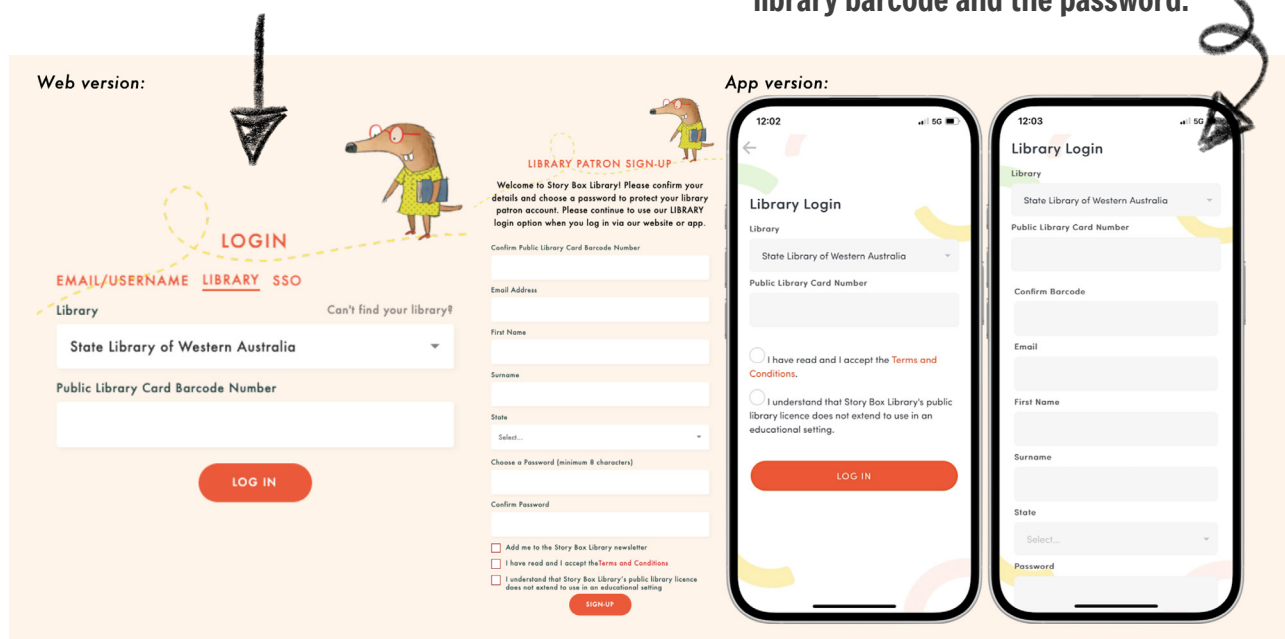 library barcode and the password.
Web version:
LOGIN
EMAIL/USERNAME LIBRARY SSO
Library Can't find your library?
State Library of Western Australia
Public Library Card Barcode Number
LOG IN
LIBRARY PATRON SIGN-UP
Welcome to Story Box Library! Please confirm your
details and choose a password to protect your library
patron account. Please continue to use our LIBRARY
login option when you log in via our website or app.
Confirm Public Library Card Barcode Number
Email Address
First Name
Surname
State
Select...
Choose a Password (minimum 8 characters)
Confirm Password
Add me to the Story Box Library newsletter
I have read and I accept theTerms and Conditions
I understand that Story Box Library's public library licence
does not extend to use in an educational setting
SIGN-UP
App version:
12:02 5G
Library Login
Library
State Library of Western Australia
Public Library Card Number
I have read and I accept the Terms and
Conditions.
I understand that Story Box Library's public
library licence does not extend to use in an
educational setting.
LOG IN
12:03 5G
Library Login
Library
State Library of Western Australia
Public Library Card Number
Confirm Barcode
Email
First Name
Surname
State
Select...
Password